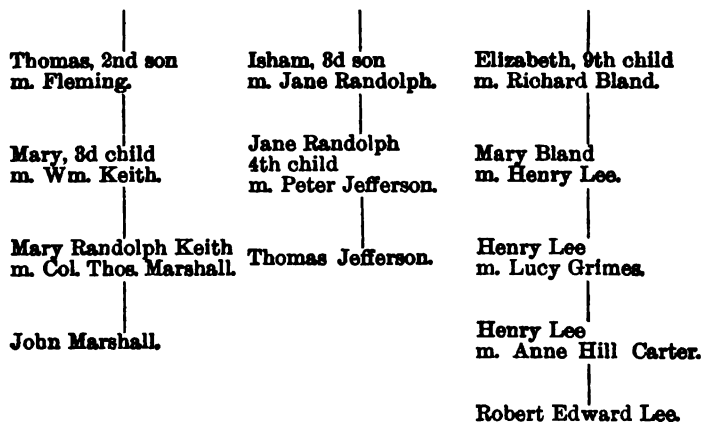 Thomas, 2nd son
m. Fleming.
Mary, 3d child
m. Wm. Keith.
Mary Randolph Keith
m. Col. Thos. Marshall.
John Marshall.
Isham, 3d son
m. Jane Randolph.
Jane Randolph
4th child
m. Peter Jefferson.
Thomas Jefferson.
Elizabeth, 9th child
m. Richard Bland.
Mary Bland
m. Henry Lee.
Henry Lee
m. Lucy Grimes.
Henry Lee
m. Anne Hill Carter.
Robert Edward Lee.